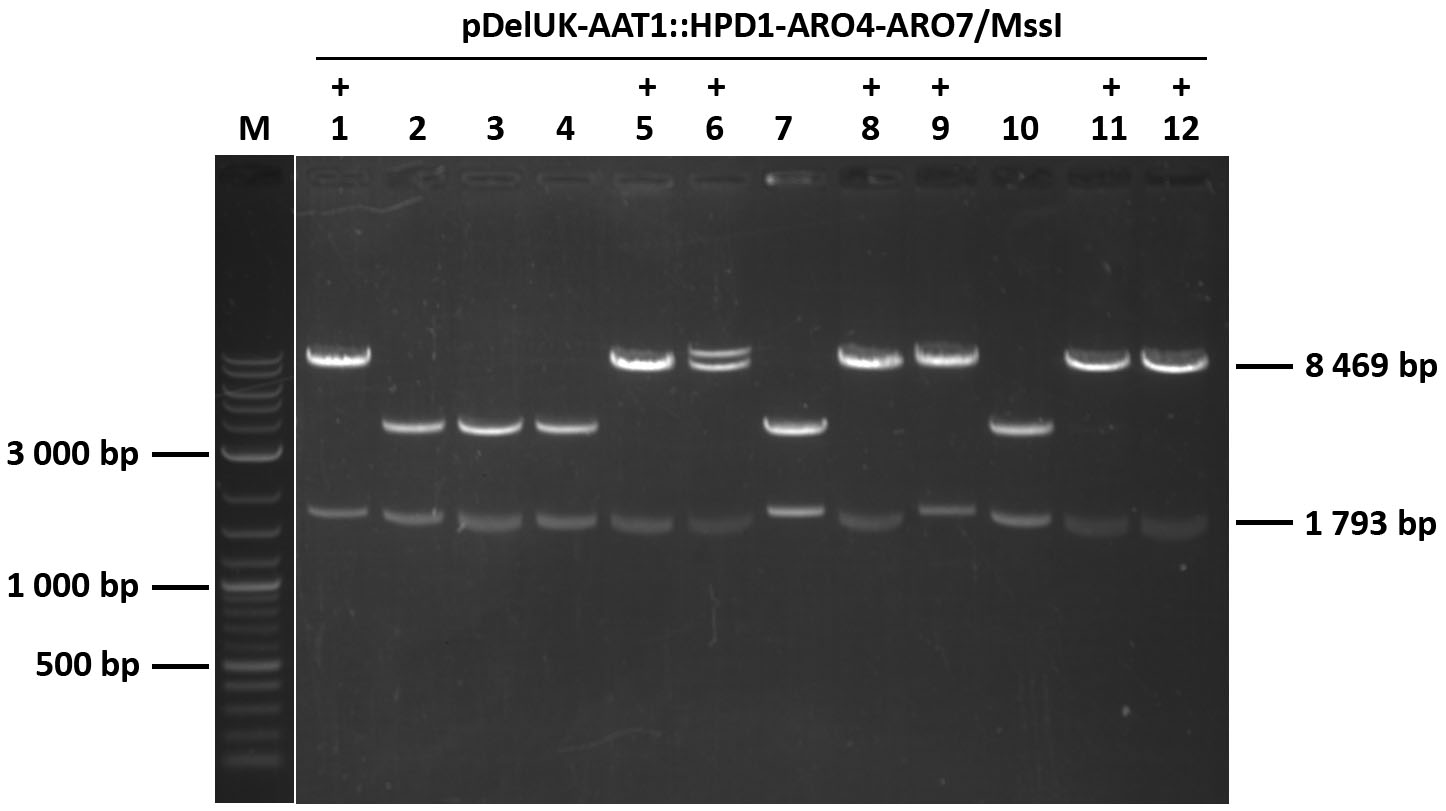 pDelUK-AAT1::HPD1-ARO4-ARO7/MssI
+ + + + + + +
M 1 2 3 4 5 6 7 8 9 10 11 12
8 469 bp
3 000 bp
1 793 bp
1 000 bp
500 bp